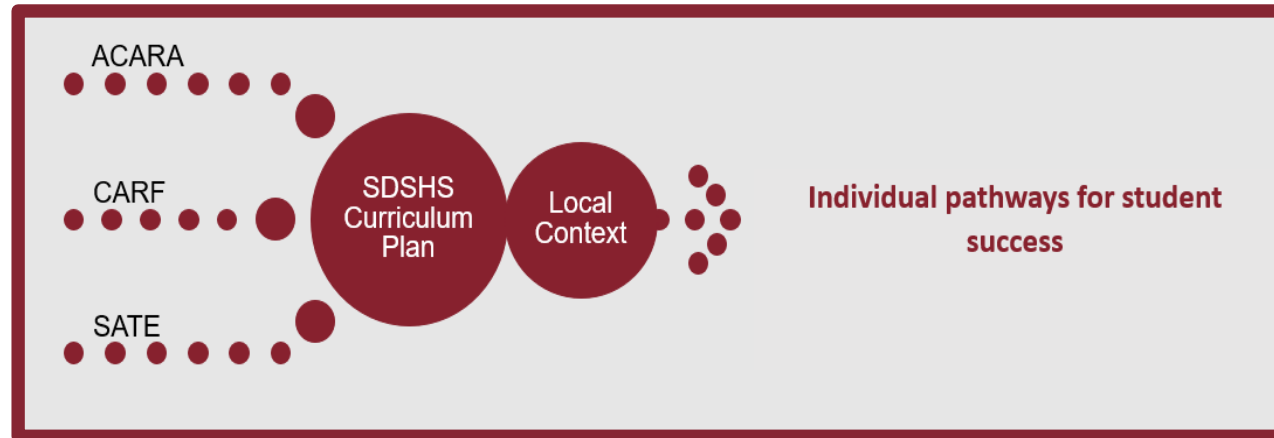 ACARA
CARF
SATE
SDSHS
Curriculum
Plan
Local
Context
Individual pathways for student
success